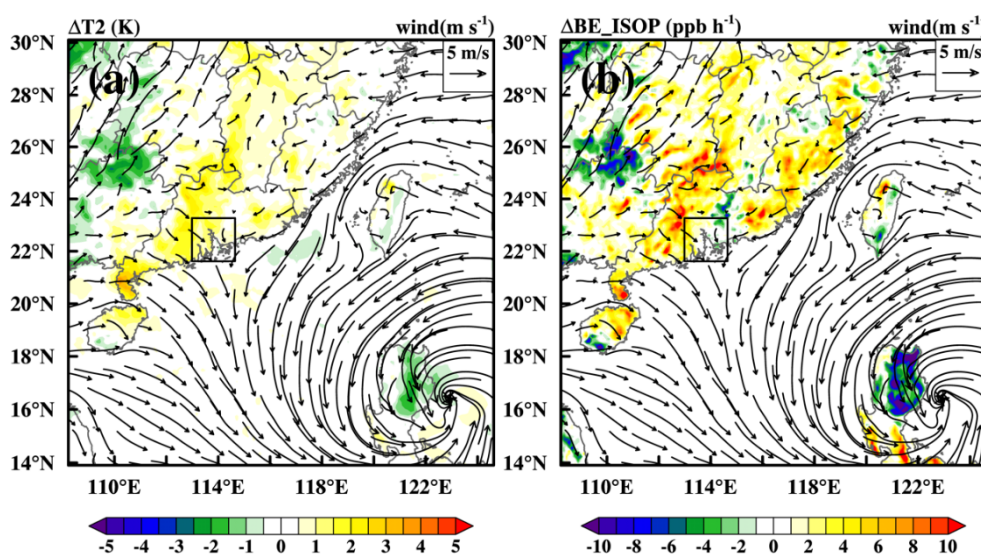 ΔT2 (K) wind(m s⁻¹)
5 m/s
(a)
30°N
28°N
26°N
24°N
22°N
20°N
18°N
16°N
14°N
110°E 114°E 118°E 122°E
-5 -4 -3 -2 -1 0 1 2 3 4 5
ΔBE_ISOP (ppb h⁻¹) wind(m s⁻¹)
5 m/s
(b)
30°N
28°N
26°N
24°N
22°N
20°N
18°N
16°N
14°N
110°E 114°E 118°E 122°E
-10 -8 -6 -4 -2 0 2 4 6 8 10